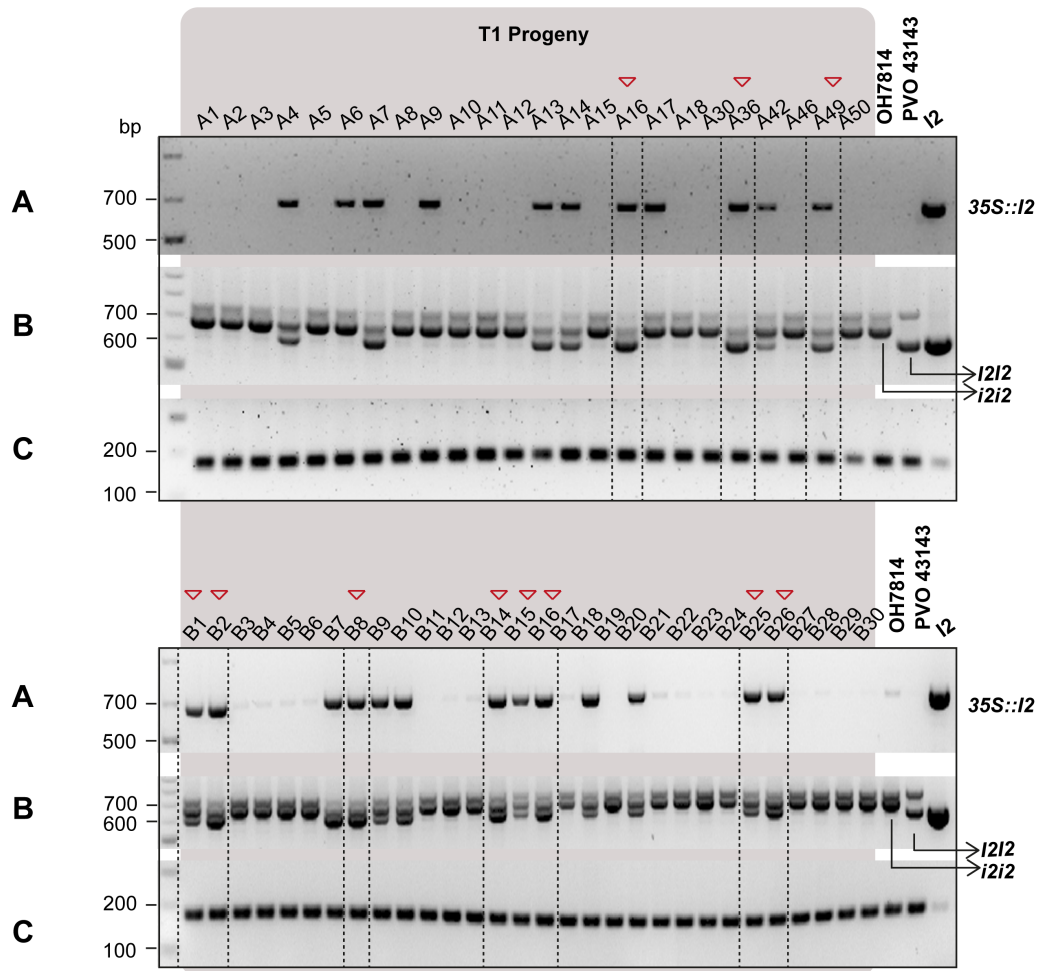 T1 Progeny
bp A1 A2 A3 A4 A5 A6 A7 A8 A9 A10 A11 A12 A13 A14 A15 A16 A17 A18 A30 A36 A42 A46 A49 A50 OH7814 PVO 43143 I2
A 700 500 35S::I2
B 700 600
I2I2
i2i2
C 200 100
B1 B2 B3 B4 B5 B6 B7 B8 B9 B10 B11 B12 B13 B14 B15 B16 B17 B18 B19 B20 B21 B22 B23 B24 B25 B26 B27 B28 B29 B30 OH7814 PVO 43143 I2
A 700 500 35S::I2
B 700 600
I2I2
i2i2
C 200 100